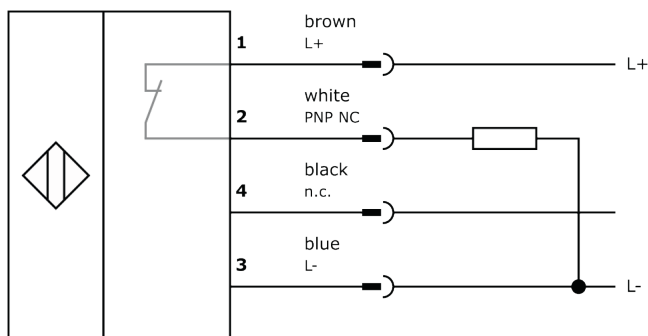 brown
1 L+ L+
white
2 PNP NC
black
4 n.c.
blue
3 L- L-